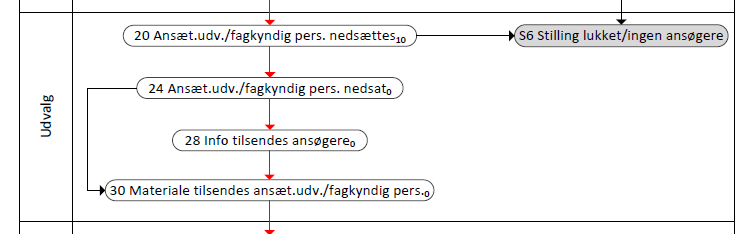 20 Ansæt.udv./fagkyndig pers. nedsættes₁₀
S6 Stilling lukket/ingen ansøgere
24 Ansæt.udv./fagkyndig pers. nedsat₀
Udvalg
28 Info tilsendes ansøgere₀
30 Materiale tilsendes ansæt.udv./fagkyndig pers.₀